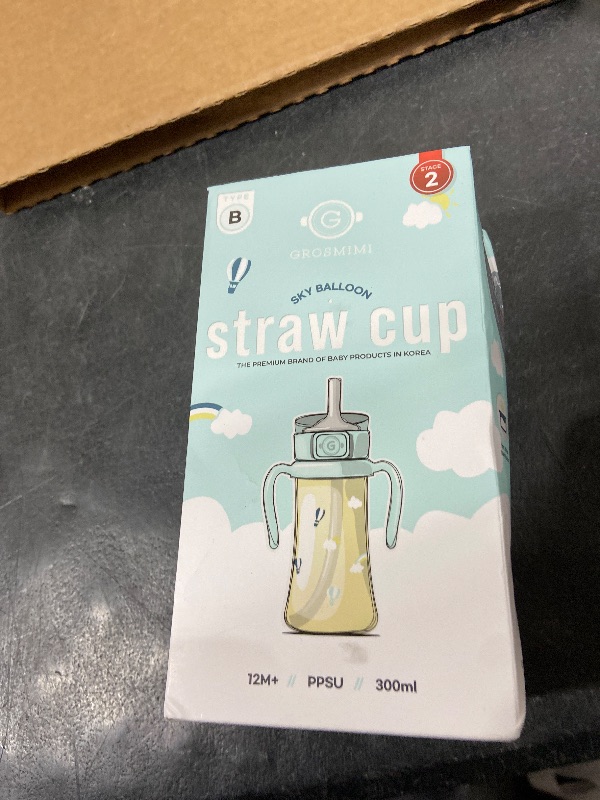 TYPE
B
STAGE
2
G
GROSMIMI
SKY BALLOON
straw cup
THE PREMIUM BRAND OF BABY PRODUCTS IN KOREA
G
12M+ // PPSU // 300ml